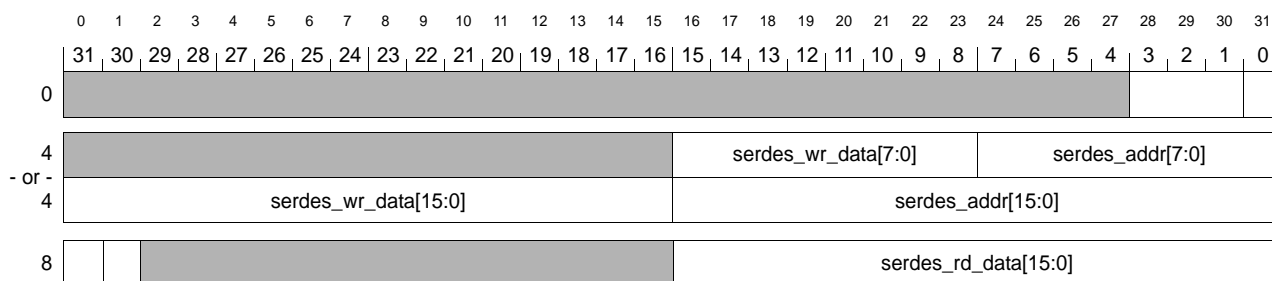 0 1 2 3 4 5 6 7 8 9 10 11 12 13 14 15 16 17 18 19 20 21 22 23 24 25 26 27 28 29 30 31
31 30 29 28 27 26 25 24 23 22 21 20 19 18 17 16 15 14 13 12 11 10 9 8 7 6 5 4 3 2 1 0
0
4 serdes_wr_data[7:0] serdes_addr[7:0]
- or -
4 serdes_wr_data[15:0] serdes_addr[15:0]
8 serdes_rd_data[15:0]